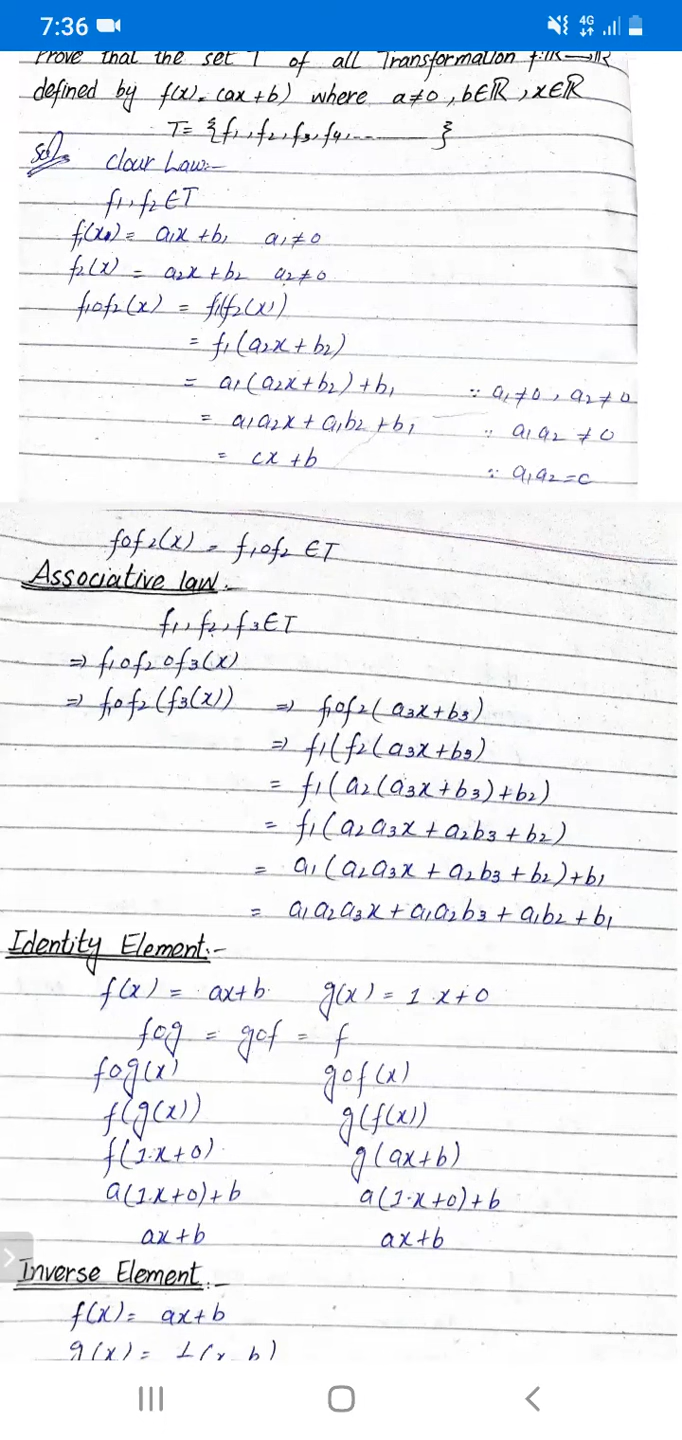 7:36 4G
Prove that the set T of all Transformation f:ℝ→ℝ
defined by f(x) = (ax+b) where a≠0, b∈ℝ, x∈ℝ
T= {f₁, f₂, f₃, f₄, ------- }
Sol,
Clour Law:-
f₁, f₂ ∈T
f₁(x) = a₁x + b₁ a₁≠0
f₂(x) = a₂x + b₂ a₂≠0
f₁of₂(x) = f₁(f₂(x))
= f₁(a₂x + b₂)
= a₁(a₂x+b₂)+b₁ ∵ a₁≠0, a₂≠0
= a₁a₂x + a₁b₂ + b₁ ∵ a₁a₂ ≠ 0
= cx + b ∵ a₁a₂ = c
fof₂(x) = f₁of₂ ∈T
Associative law:-
f₁, f₂, f₃∈T
⇒ f₁of₂of₃(x)
⇒ f₁of₂(f₃(x)) ⇒ f₁of₂(a₃x+b₃)
⇒ f₁(f₂(a₃x+b₃)
= f₁(a₂(a₃x+b₃)+b₂)
= f₁(a₂a₃x + a₂b₃ + b₂)
= a₁(a₂a₃x + a₂b₃ + b₂)+b₁
= a₁a₂a₃x + a₁a₂b₃ + a₁b₂ + b₁
Identity Element:-
f(x) = ax+b g(x) = 1·x+0
fog = gof = f
fog(x) gof(x)
f(g(x)) g(f(x))
f(1·x+0) g(ax+b)
a(1·x+0)+b a(1·x+0)+b
ax+b ax+b
Inverse Element:-
f(x) = ax+b
g(x) = 1(x-b)